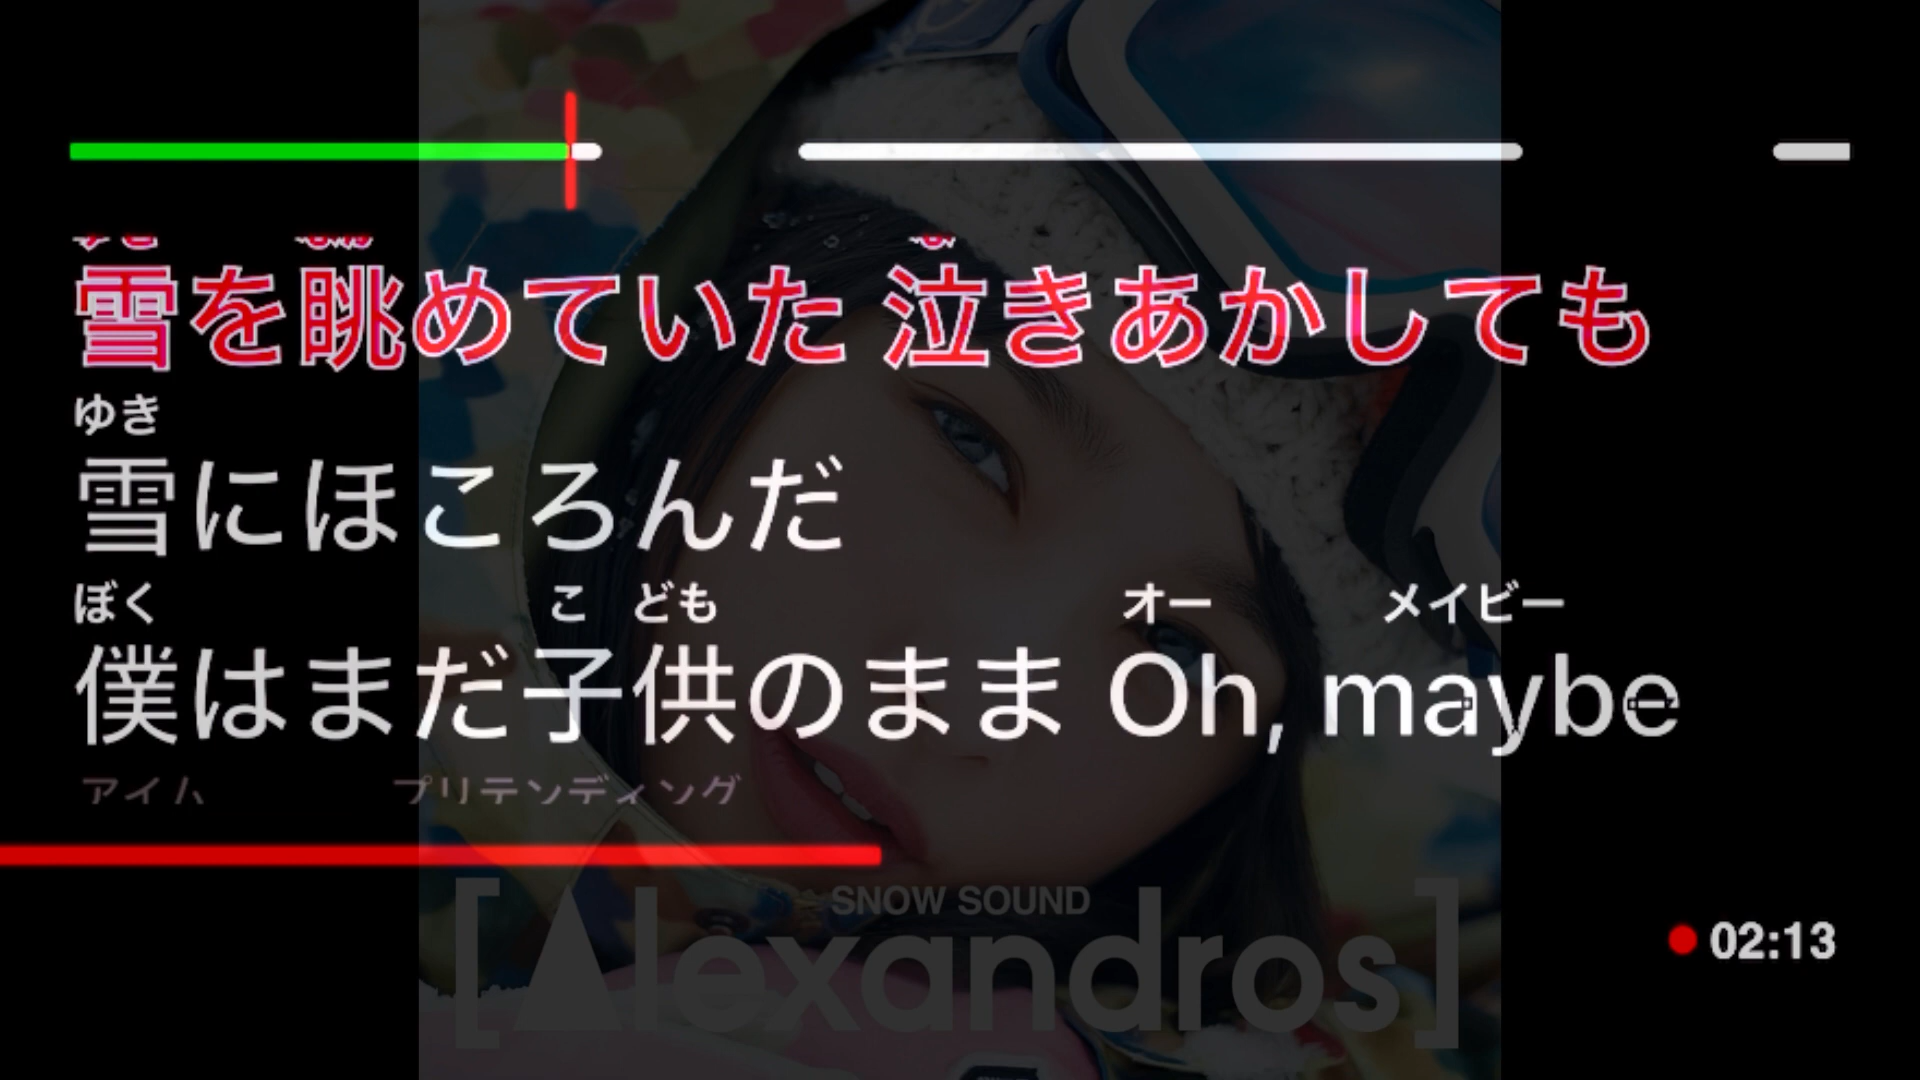 雪を眺めていた 泣きあかしても
ゆき
雪にほころんだ
ぼく こ ども オー メイビー
僕はまだ子供のまま Oh, maybe
アイム プリテンディング
SNOW SOUND
[Alexandros]
02:13